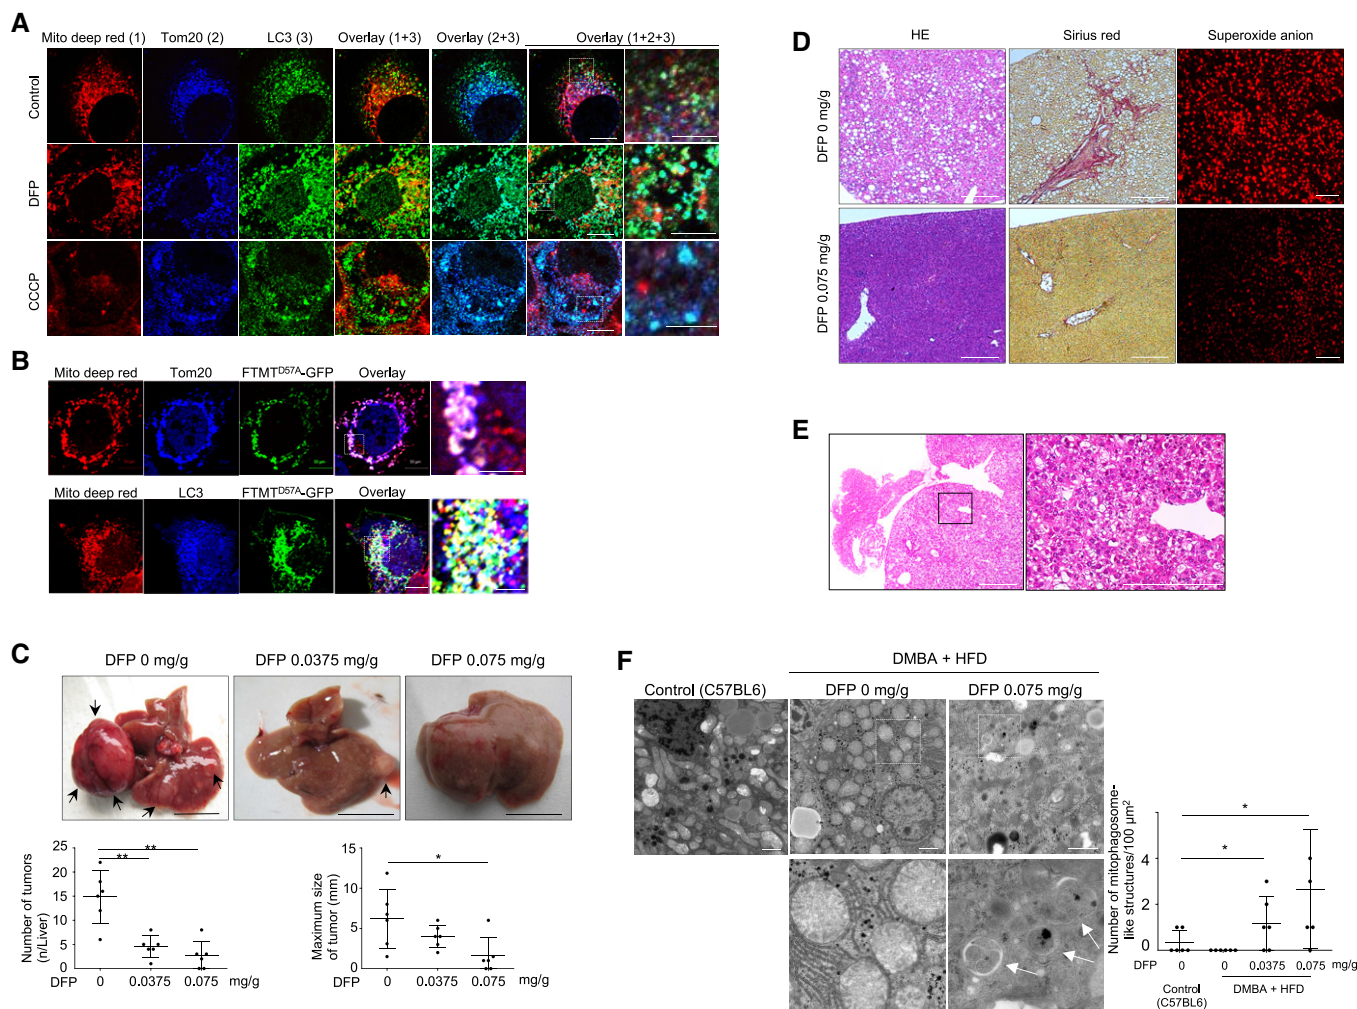 A
Mito deep red (1) Tom20 (2) LC3 (3) Overlay (1+3) Overlay (2+3) Overlay (1+2+3)
Control
DFP
CCCP
B
Mito deep red Tom20 FTMTD57A-GFP Overlay
Mito deep red LC3 FTMTD57A-GFP Overlay
C
DFP 0 mg/g DFP 0.0375 mg/g DFP 0.075 mg/g
Number of tumors
(n/Liver)
25
20
15
10
5
0
**
**
DFP 0 0.0375 0.075 mg/g
Maximum size
of tumor (mm)
15
10
5
0
*
DFP 0 0.0375 0.075 mg/g
D
HE Sirius red Superoxide anion
DFP 0 mg/g
DFP 0.075 mg/g
E
F
DMBA + HFD
Control (C57BL6) DFP 0 mg/g DFP 0.075 mg/g
Number of mitophagosome-
like structures/100 µm2
6
4
2
0
*
*
DFP 0 0 0.0375 0.075 mg/g
Control
(C57BL6)
DMBA + HFD